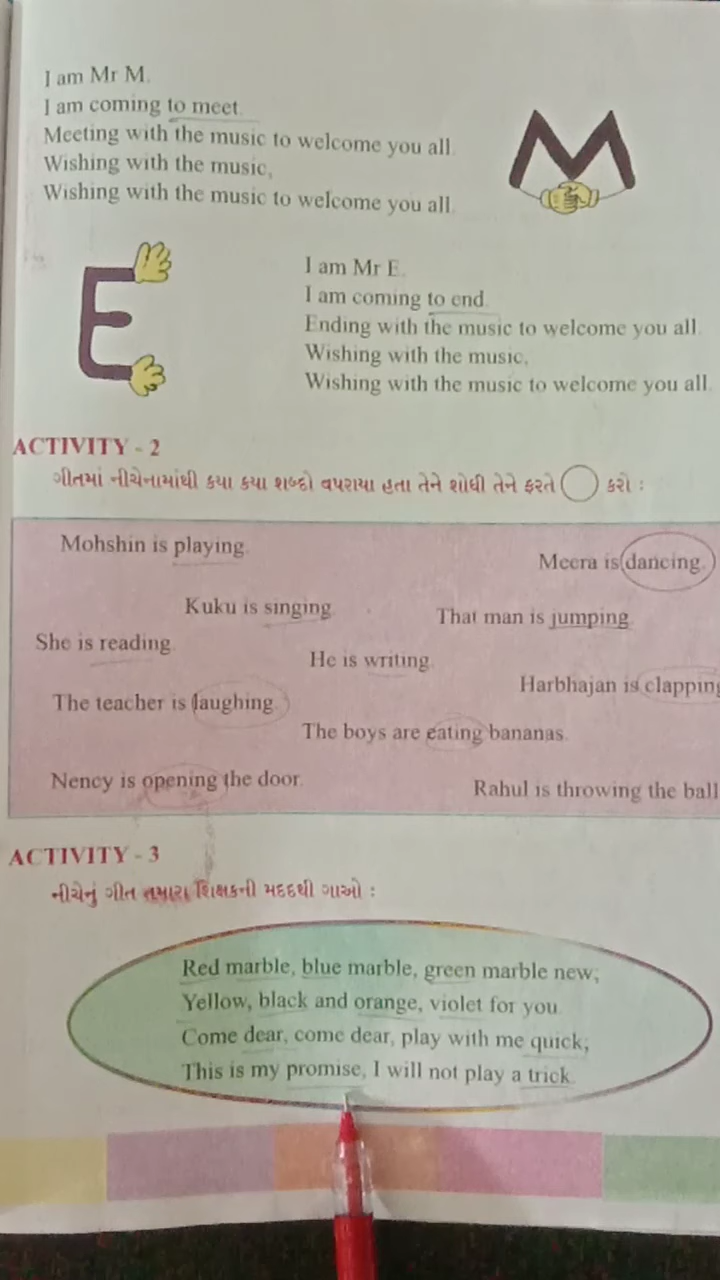 I am Mr M.
I am coming to meet.
Meeting with the music to welcome you all.
Wishing with the music,
Wishing with the music to welcome you all.
I am Mr E.
I am coming to end.
Ending with the music to welcome you all.
Wishing with the music,
Wishing with the music to welcome you all.
ACTIVITY - 2
ગીતમાં નીચેનામાંથી કયા કયા શબ્દો વપરાયા હતા તેને શોધી તેને ફરતે ◯ કરો :
Mohshin is playing.
Meera is dancing.
Kuku is singing.
That man is jumping.
She is reading.
He is writing.
Harbhajan is clapping
The teacher is laughing.
The boys are eating bananas.
Nency is opening the door.
Rahul is throwing the ball
ACTIVITY - 3
નીચેનું ગીત તમારા શિક્ષકની મદદથી ગાઓ :
Red marble, blue marble, green marble new,
Yellow, black and orange, violet for you.
Come dear, come dear, play with me quick,
This is my promise, I will not play a trick.